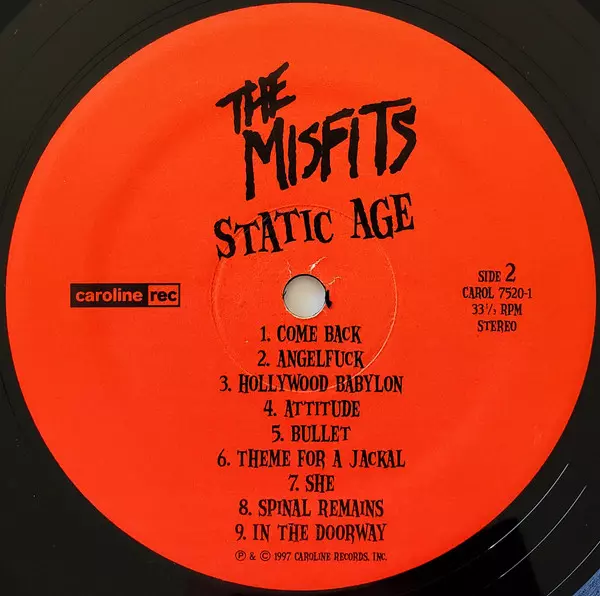 THE
MISFITS
STATIC AGE
caroline rec
SIDE 2
CAROL 7520-1
33⅓ RPM
STEREO
1. COME BACK
2. ANGELFUCK
3. HOLLYWOOD BABYLON
4. ATTITUDE
5. BULLET
6. THEME FOR A JACKAL
7. SHE
8. SPINAL REMAINS
9. IN THE DOORWAY
℗ & © 1997 CAROLINE RECORDS, INC.